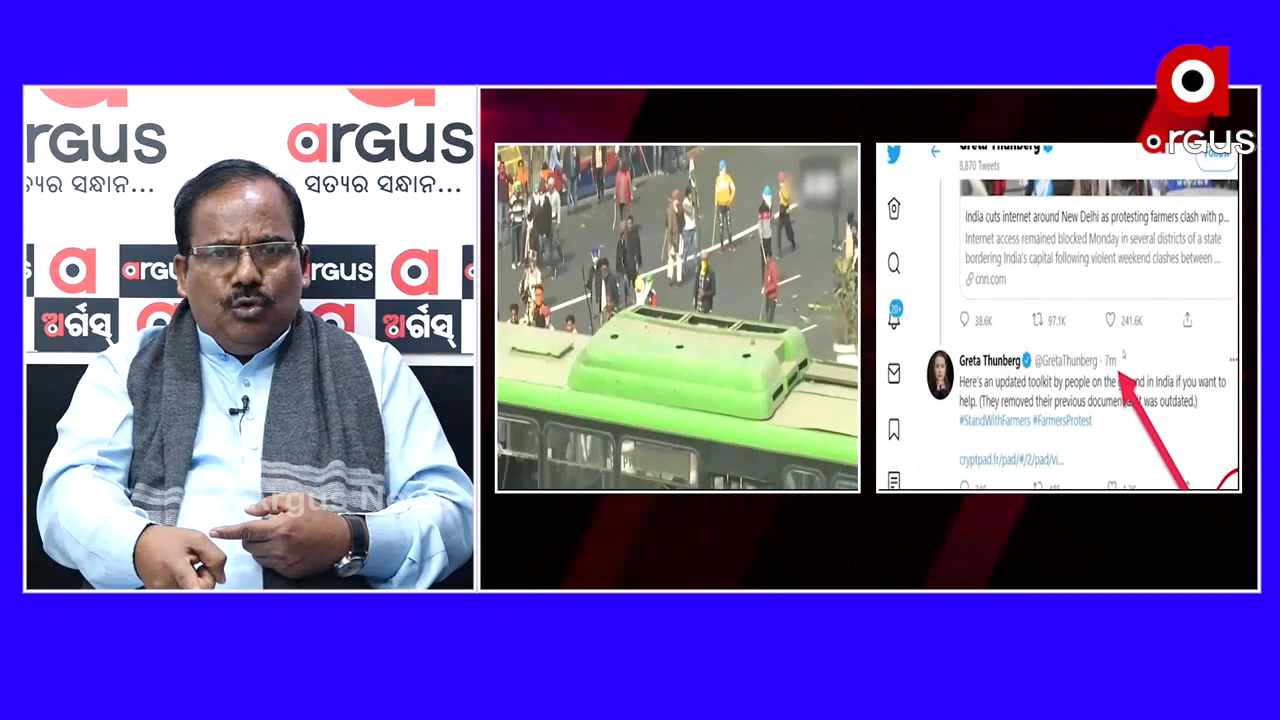 argus
argus
ରgus
ସତ୍ୟର ସନ୍ଧାନ...
ସତ୍ୟର ସନ୍ଧାନ...
argus
argus
ଅର୍ଗସ୍
ଅର୍ଗସ୍
Argus News
Greta Thunberg
8,870 Tweets
Follow
India cuts internet around New Delhi as protesting farmers clash with p...
Internet access remained blocked Monday in several districts of a state
bordering India's capital following violent weekend clashes between ...
cnn.com
38.6K 97.1K 241.6K
20+
Greta Thunberg @GretaThunberg · 7m
Here's an updated toolkit by people on the in India if you want to
help. (They removed their previous document it was outdated.)
#StandWithFarmers #FarmersProtest
cryptpad.fr/pad/#/2/pad/vi...